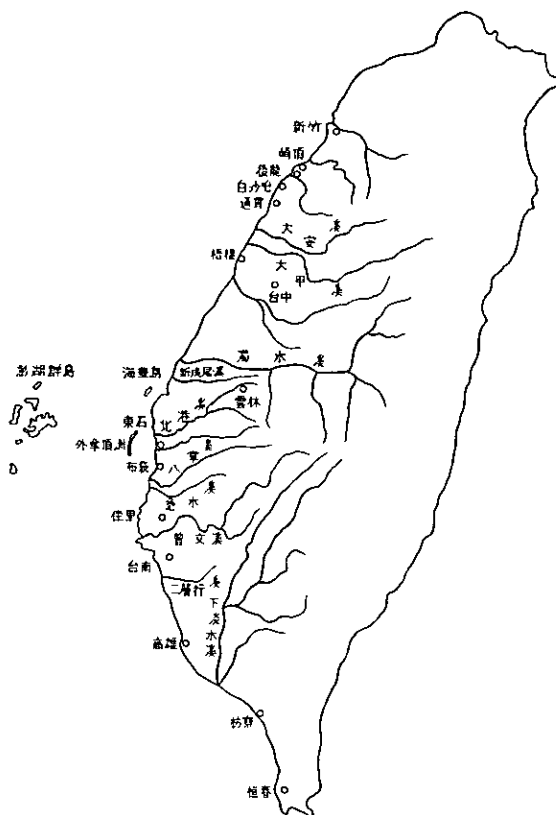 新竹
崎頂
後龍
白沙屯
通霄
大安溪
梧棲
大甲溪
台中
濁水溪
新虎尾溪
澎湖群島
海豐島
雲林
北港溪
東石
外傘頂洲
八掌溪
布袋
急水溪
佳里
曾文溪
台南
二層行溪
下淡水溪
高雄
枋寮
恆春